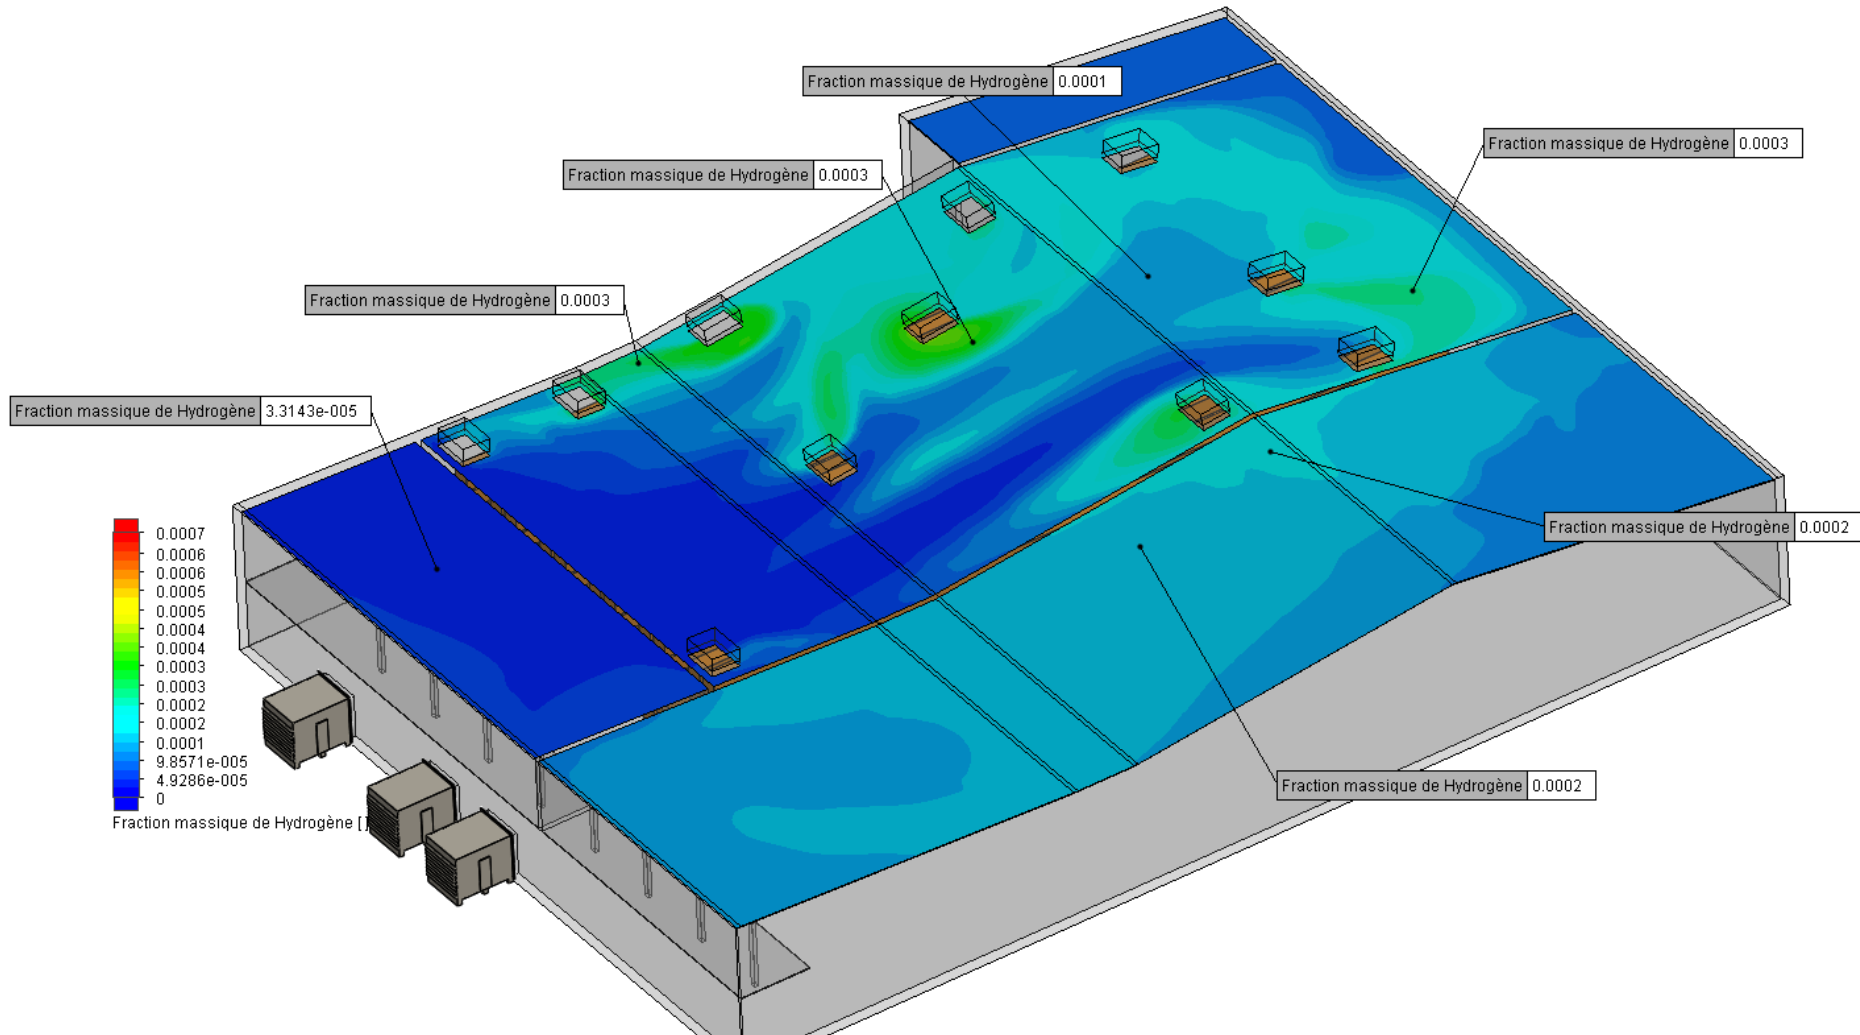 Fraction massique de Hydrogène 0.0001
Fraction massique de Hydrogène 0.0003
Fraction massique de Hydrogène 0.0003
Fraction massique de Hydrogène 0.0003
Fraction massique de Hydrogène 3.3143e-005
Fraction massique de Hydrogène 0.0002
Fraction massique de Hydrogène 0.0002
0.0007
0.0006
0.0006
0.0005
0.0005
0.0004
0.0004
0.0003
0.0003
0.0002
0.0002
0.0001
9.8571e-005
4.9286e-005
0
Fraction massique de Hydrogène []